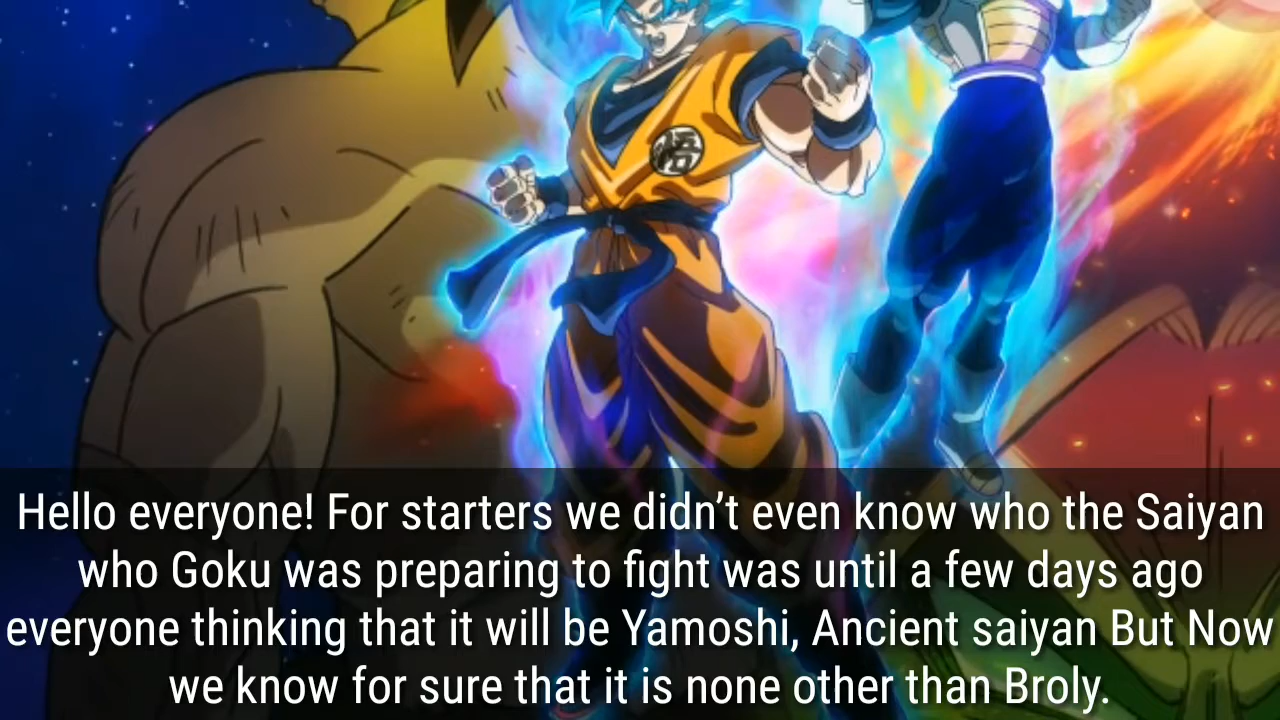 悟
Hello everyone! For starters we didn’t even know who the Saiyan
who Goku was preparing to fight was until a few days ago
everyone thinking that it will be Yamoshi, Ancient saiyan But Now
we know for sure that it is none other than Broly.